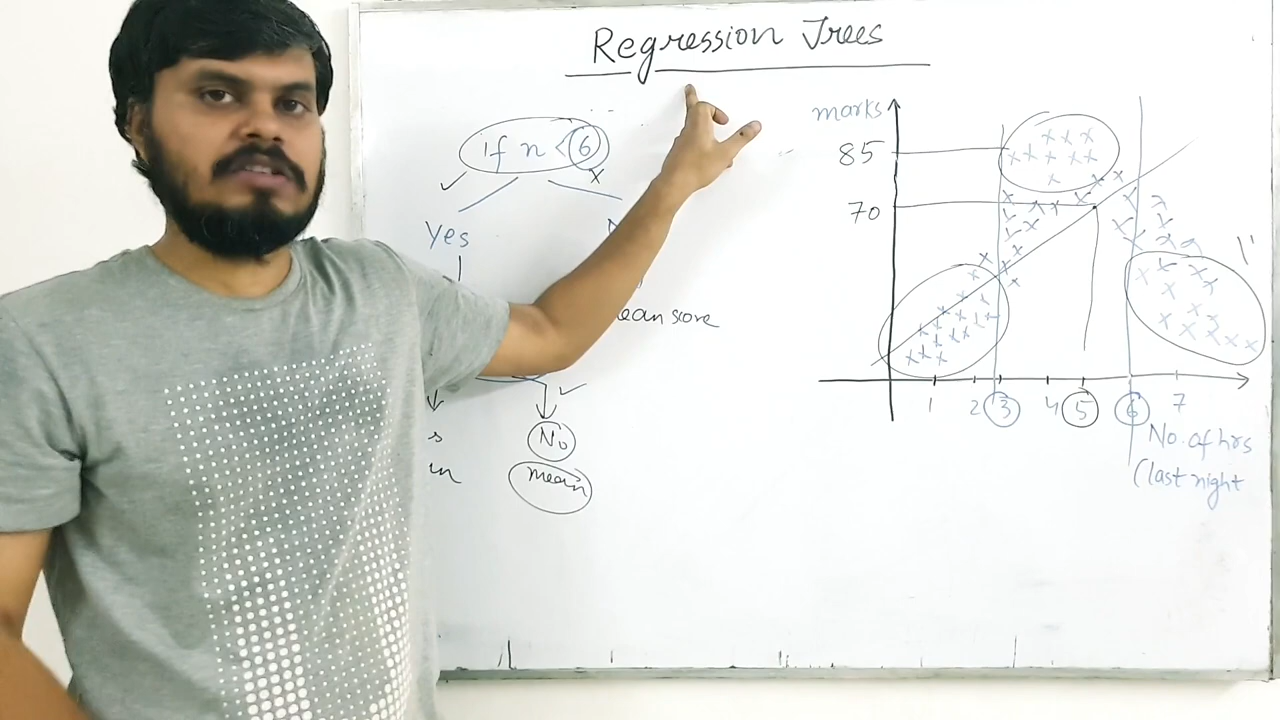 Regression Trees
if n < 6
Yes
mean score
No
mean
marks
85
70
1 2 3 4 5 6 7
No. of hrs
(last night